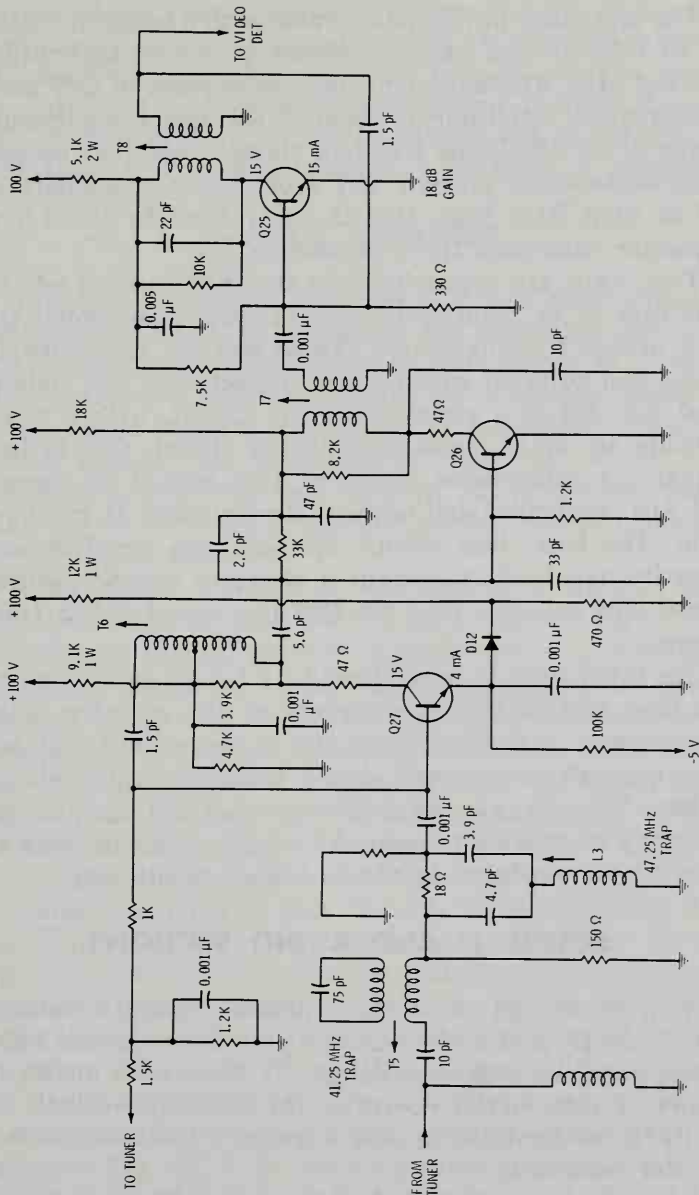 TO VIDEO
DET
100 V
5.1K
2 W
T8
22 pF
10K
0.005
µF
7.5K
15 V
Q25
15 mA
1.5 pF
18 dB
GAIN
330 Ω
0.001 µF
+100 V
18K
T7
8.2K
47 Ω
10 pF
Q26
47 pF
2.2 pF
33K
1.2K
33 pF
+100 V
12K
1 W
5.6 pF
D12
470 Ω
+100 V
9.1K
1 W
T6
1.5 pF
3.9K
4.7K
0.001
µF
47 Ω
15 V
4 mA
Q27
0.001 µF
100K
-5 V
0.001 µF
3.9 pF
18 Ω
4.7 pF
L3
47.25 MHz
TRAP
1K
0.001 µF
1.2K
1.5K
TO TUNER
75 pF
41.25 MHz
TRAP
T5
150 Ω
10 pF
FROM
TUNER